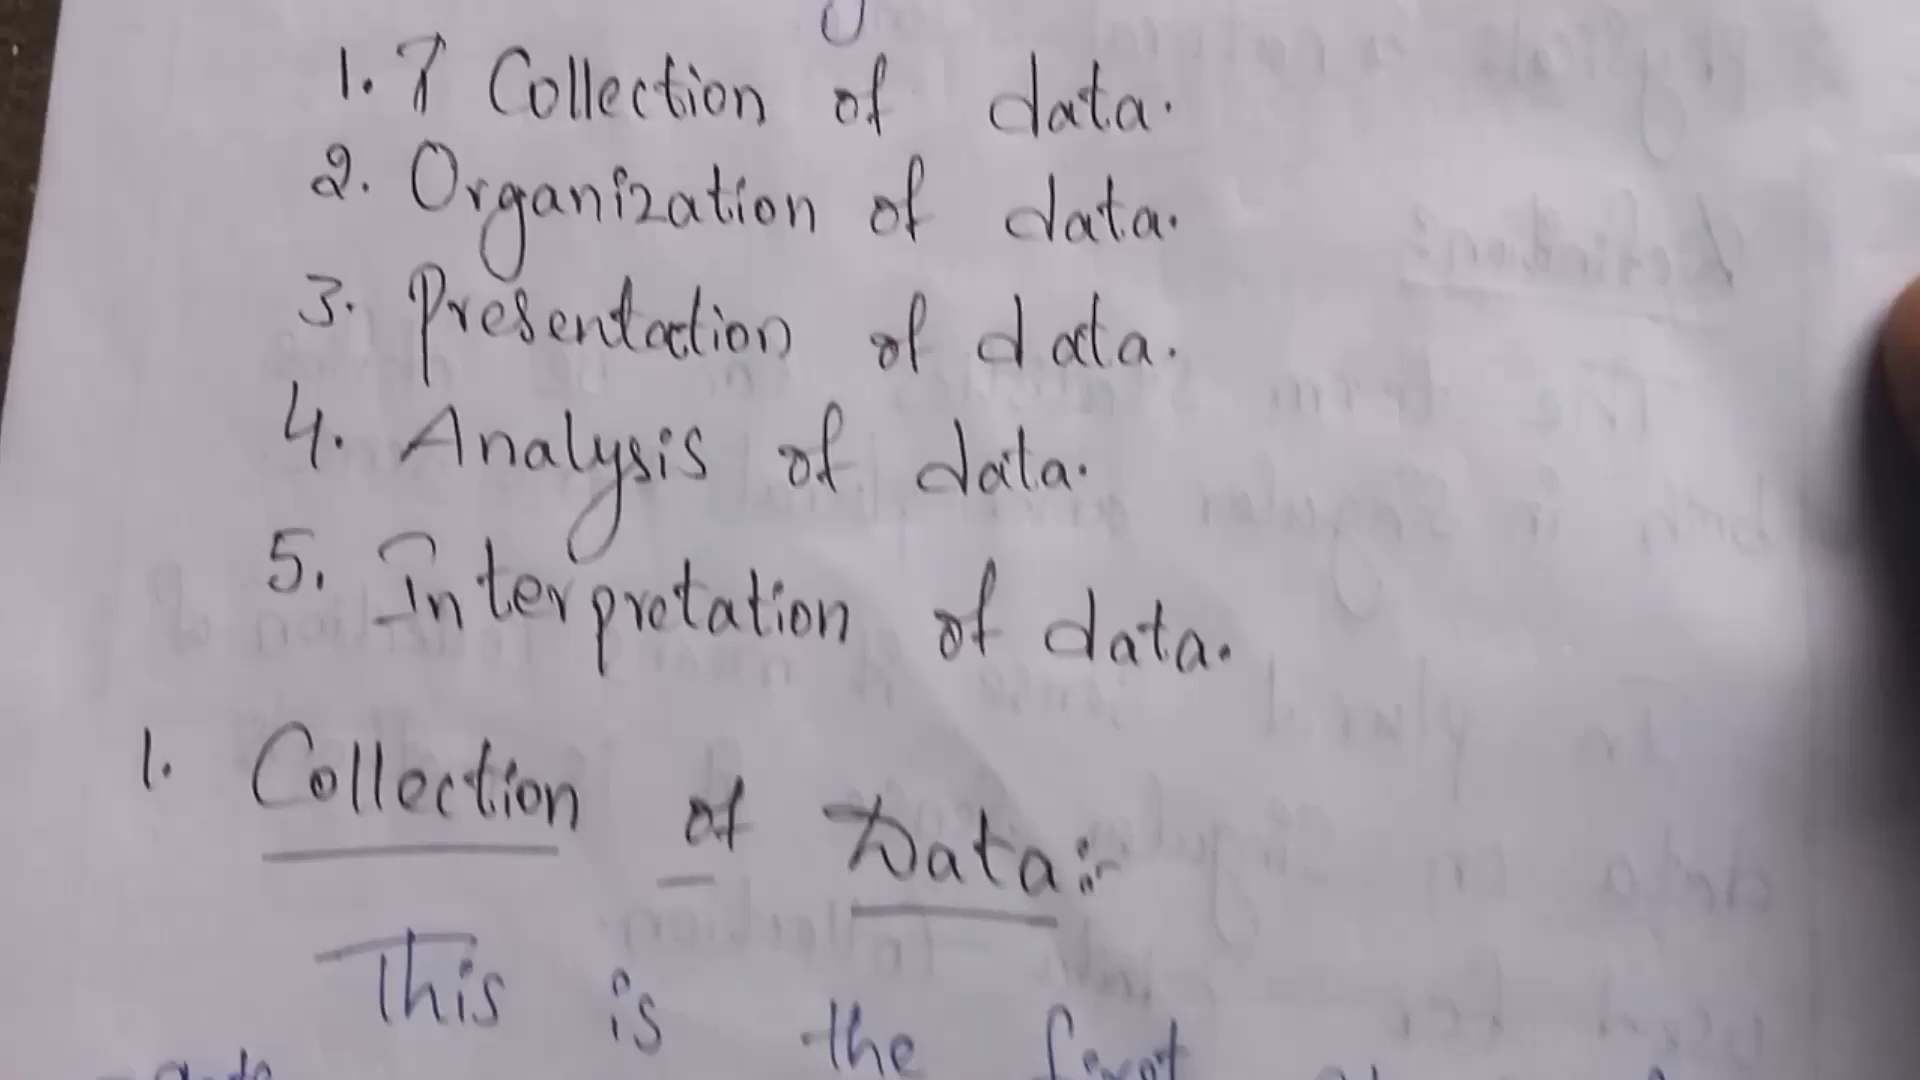 1. Collection of data.
2. Organization of data.
3. Presentation of data.
4. Analysis of data.
5. Interpretation of data.
1. Collection of Data:-
This is the first